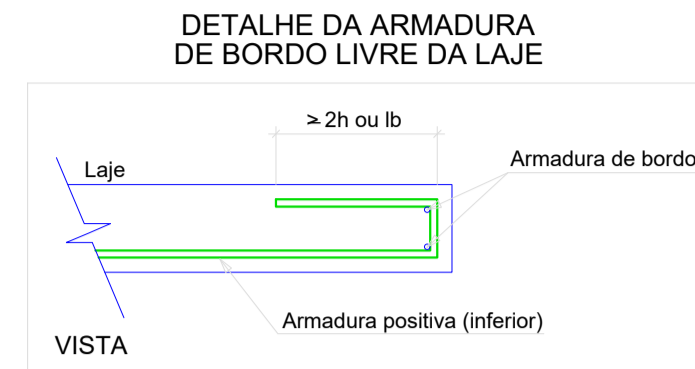 DETALHE DA ARMADURA
DE BORDO LIVRE DA LAJE
≥ 2h ou lb
Armadura de bordo
Laje
Armadura positiva (inferior)
VISTA